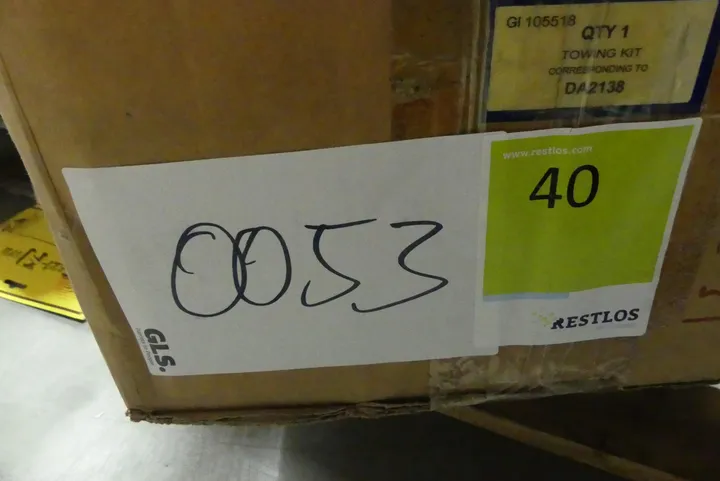 GI 105518
QTY 1
TOWING KIT
CORRESPONDING TO
DA2138
www.restlos.com
40
0053
RESTLOS
GLS.